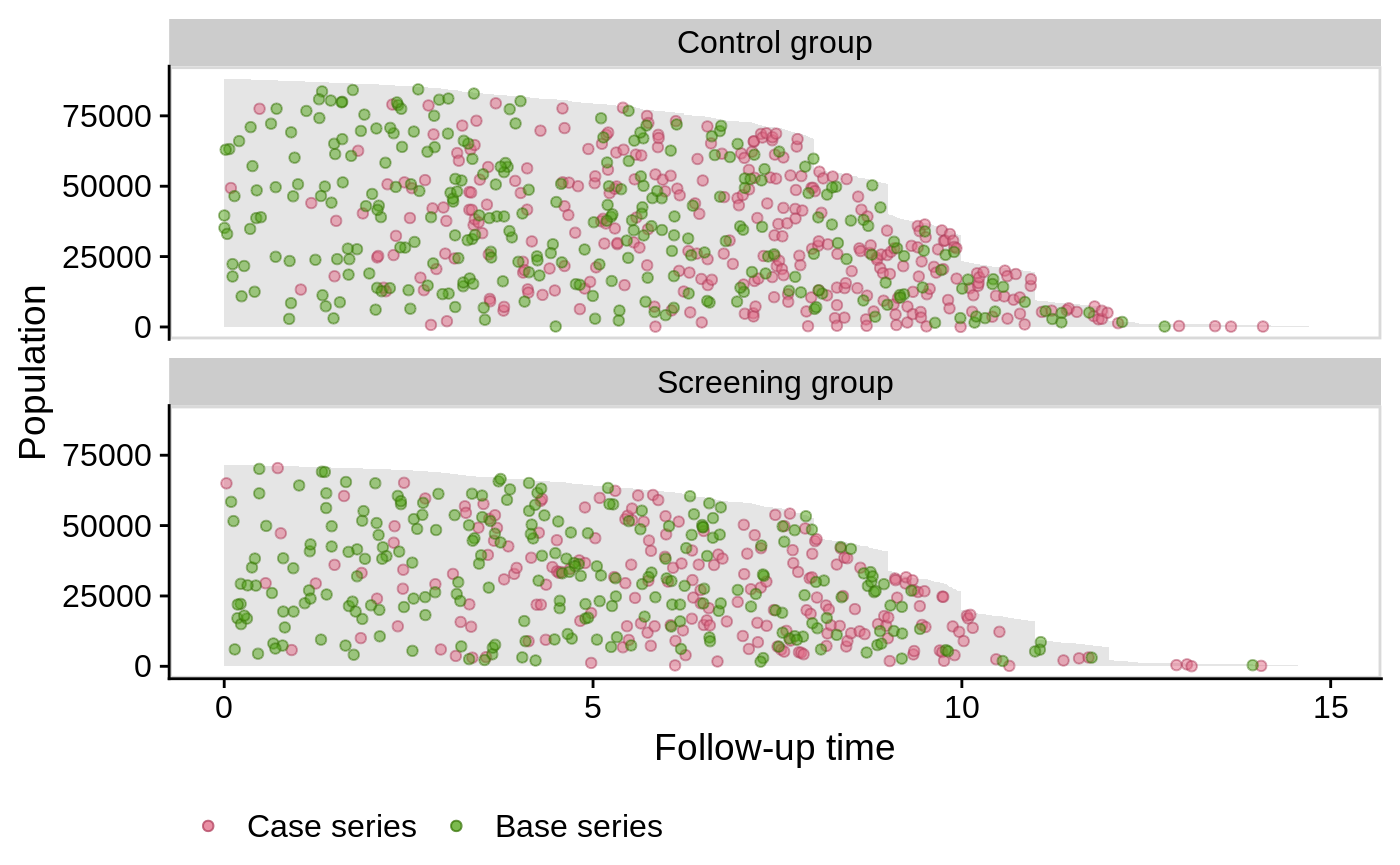 Control group
75000
50000
25000
0
Population
Screening group
75000
50000
25000
0
0 5 10 15
Follow-up time
Case series Base series